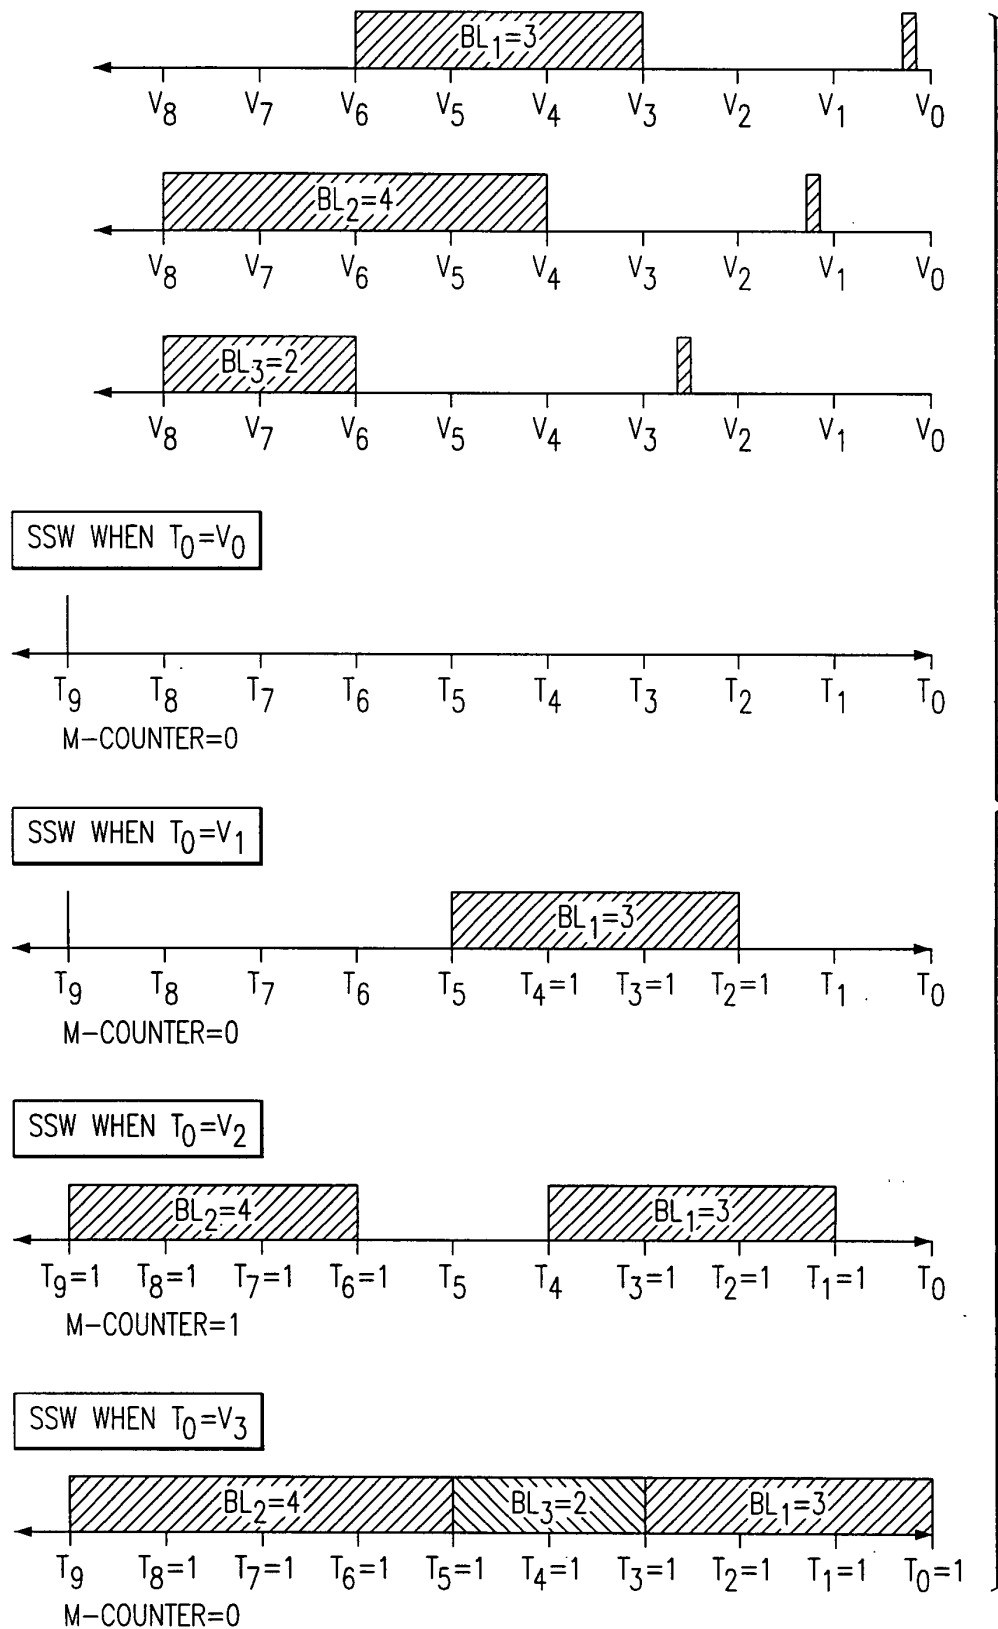 BL1=3
V8 V7 V6 V5 V4 V3 V2 V1 V0
BL2=4
V8 V7 V6 V5 V4 V3 V2 V1 V0
BL3=2
V8 V7 V6 V5 V4 V3 V2 V1 V0
SSW WHEN T0=V0
T9 T8 T7 T6 T5 T4 T3 T2 T1 T0
M-COUNTER=0
SSW WHEN T0=V1
BL1=3
T9 T8 T7 T6 T5 T4=1 T3=1 T2=1 T1 T0
M-COUNTER=0
SSW WHEN T0=V2
BL2=4 BL1=3
T9=1 T8=1 T7=1 T6=1 T5 T4 T3=1 T2=1 T1=1 T0
M-COUNTER=1
SSW WHEN T0=V3
BL2=4 BL3=2 BL1=3
T9 T8=1 T7=1 T6=1 T5=1 T4=1 T3=1 T2=1 T1=1 T0=1
M-COUNTER=0